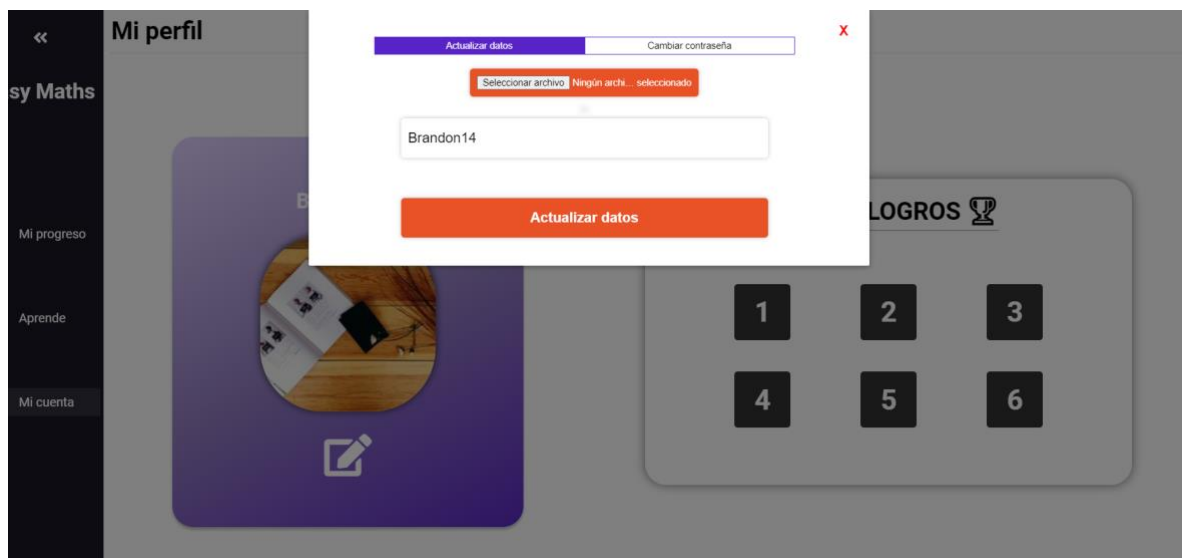 «
Mi perfil
X
Actualizar datos
Cambiar contraseña
Seleccionar archivo Ningún archi... seleccionado
sy Maths
Brandon14
B
Actualizar datos
LOGROS
Mi progreso
1 2 3
Aprende
4 5 6
Mi cuenta